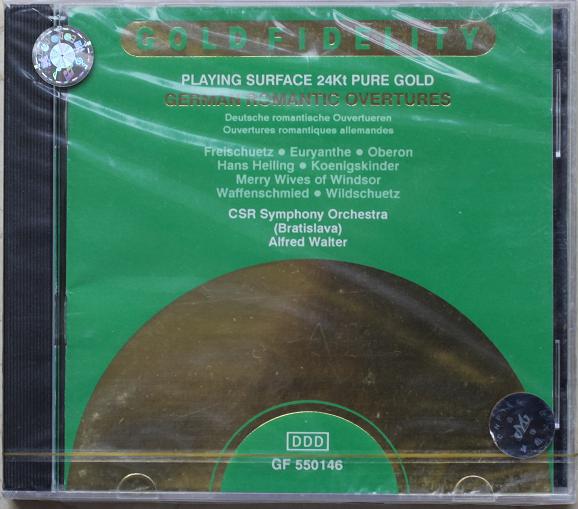 GOLD FIDELITY
PLAYING SURFACE 24Kt PURE GOLD
GERMAN ROMANTIC OVERTURES
Deutsche romantische Ouvertueren
Ouvertures romantiques allemandes
Freischuetz • Euryanthe • Oberon
Hans Heiling • Koenigskinder
Merry Wives of Windsor
Waffenschmied • Wildschuetz
CSR Symphony Orchestra
(Bratislava)
Alfred Walter
DDD
GF 550146